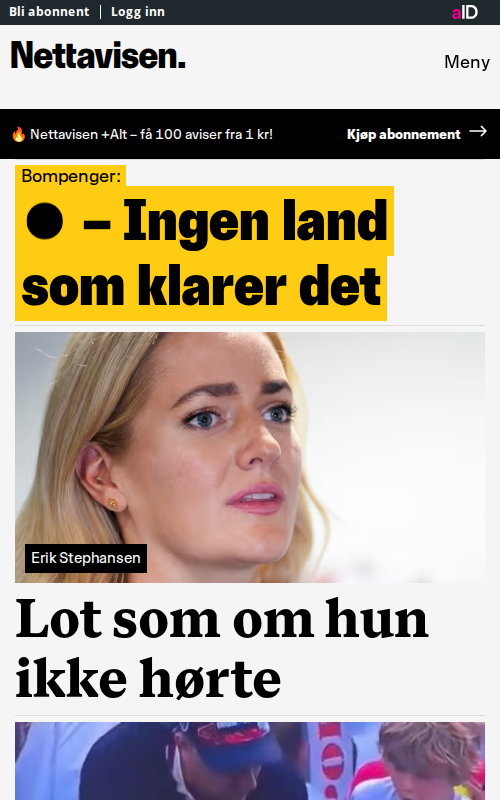 Bli abonnent | Logg inn
aID
Nettavisen.
Meny
🔥 Nettavisen +Alt – få 100 aviser fra 1 kr!
Kjøp abonnement →
Bompenger:
● – Ingen land
som klarer det
Erik Stephansen
Lot som om hun
ikke hørte